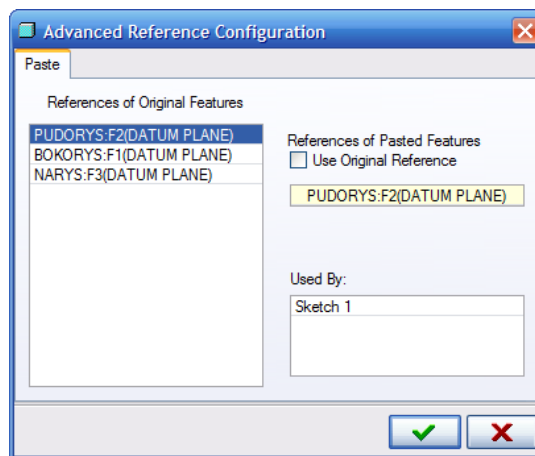 Advanced Reference Configuration
Paste
References of Original Features
PUDORYS:F2(DATUM PLANE)
BOKORYS:F1(DATUM PLANE)
NARYS:F3(DATUM PLANE)
References of Pasted Features
Use Original Reference
PUDORYS:F2(DATUM PLANE)
Used By:
Sketch 1